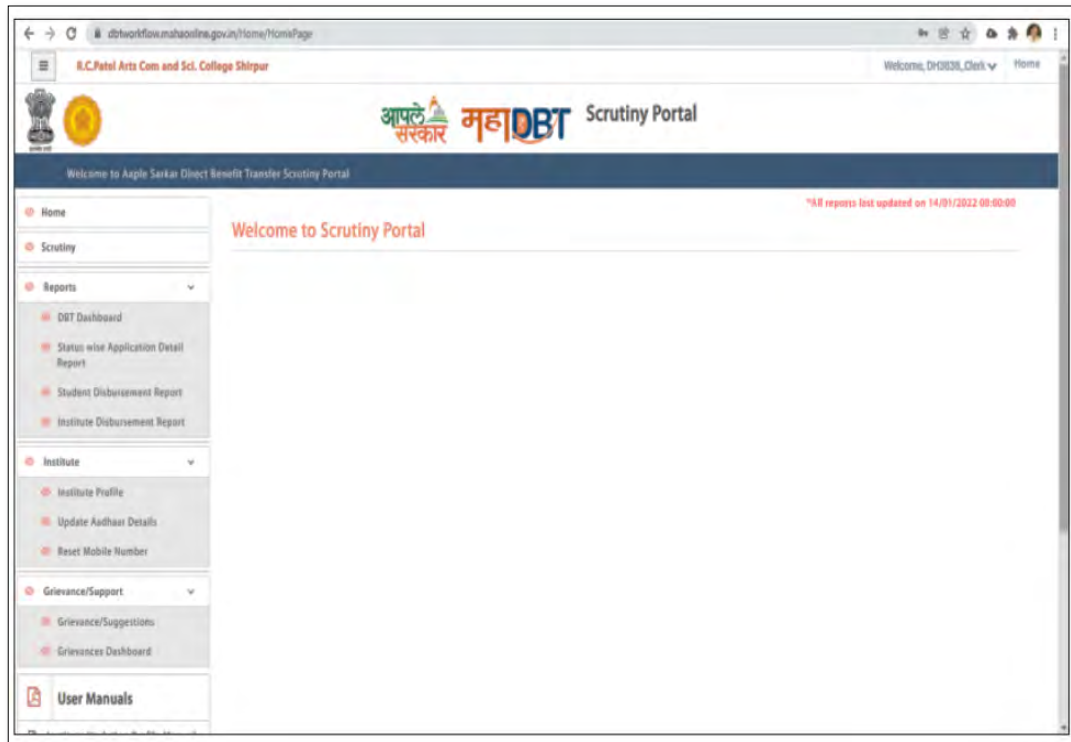 dbtworkflow.mahaonline.gov.in/Home/HomePage
R.C.Patel Arts Com and Sci. College Shirpur
Welcome, DH3838_Clerk
Home
आपले सरकार
महाDBT
Scrutiny Portal
Welcome to Aaple Sarkar Direct Benefit Transfer Scrutiny Portal
*All reports last updated on 14/01/2022 08:00:00
Welcome to Scrutiny Portal
Home
Scrutiny
Reports
DBT Dashboard
Status wise Application Detail
Report
Student Disbursement Report
Institute Disbursement Report
Institute
Institute Profile
Update Aadhaar Details
Reset Mobile Number
Grievance/Support
Grievance/Suggestions
Grievances Dashboard
User Manuals